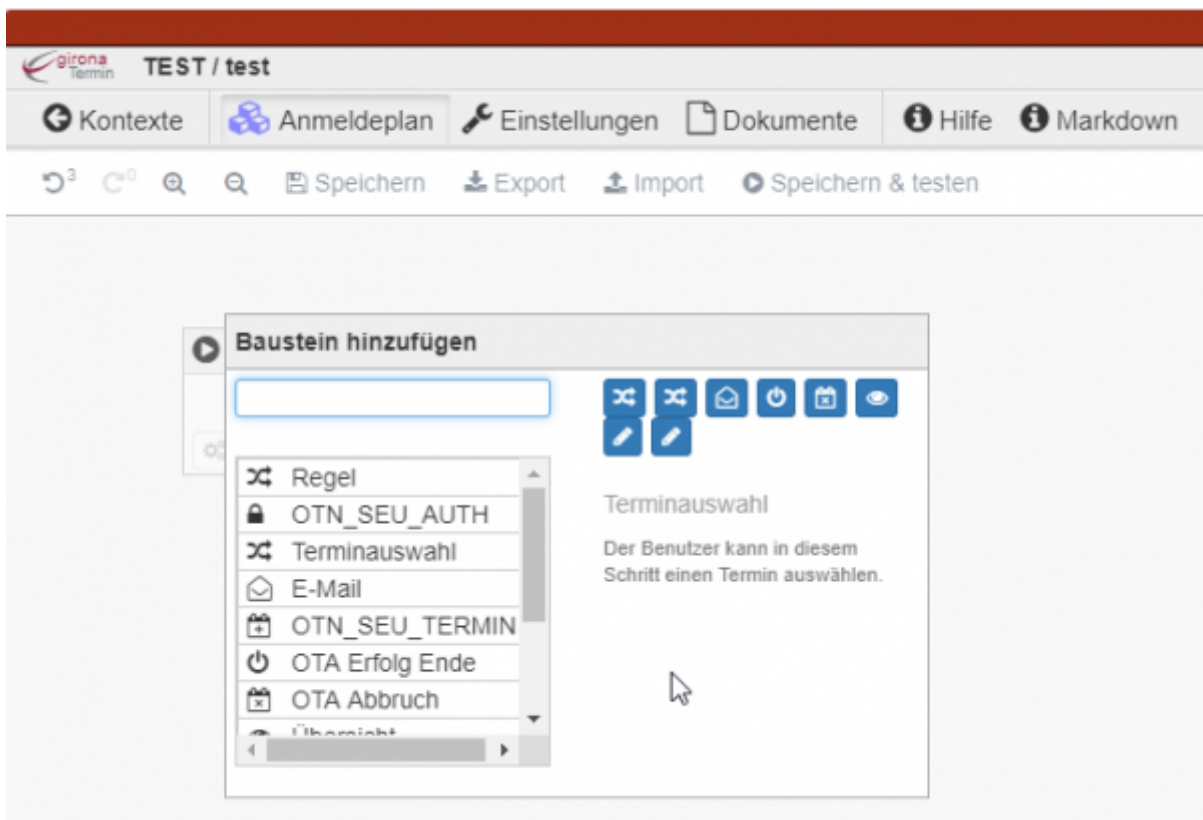 girona
Termin
TEST / test
Kontexte Anmeldeplan Einstellungen Dokumente Hilfe Markdown
3 0 Speichern Export Import Speichern & testen
Baustein hinzufügen
Regel
OTN_SEU_AUTH
Terminauswahl
E-Mail
OTN_SEU_TERMIN
OTA Erfolg Ende
OTA Abbruch
Übersicht
Terminauswahl
Der Benutzer kann in diesem
Schritt einen Termin auswählen.